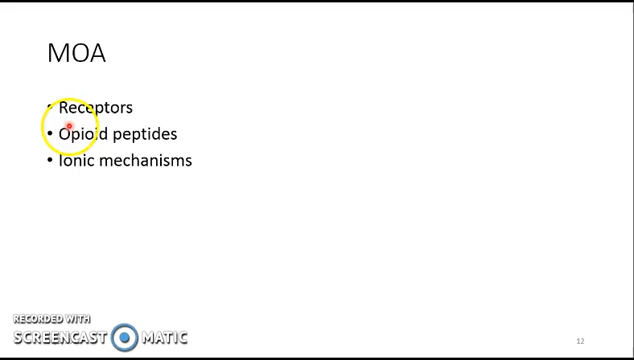 MOA
• Receptors
• Opioid peptides
• Ionic mechanisms
RECORDED WITH
SCREENCAST MATIC
12